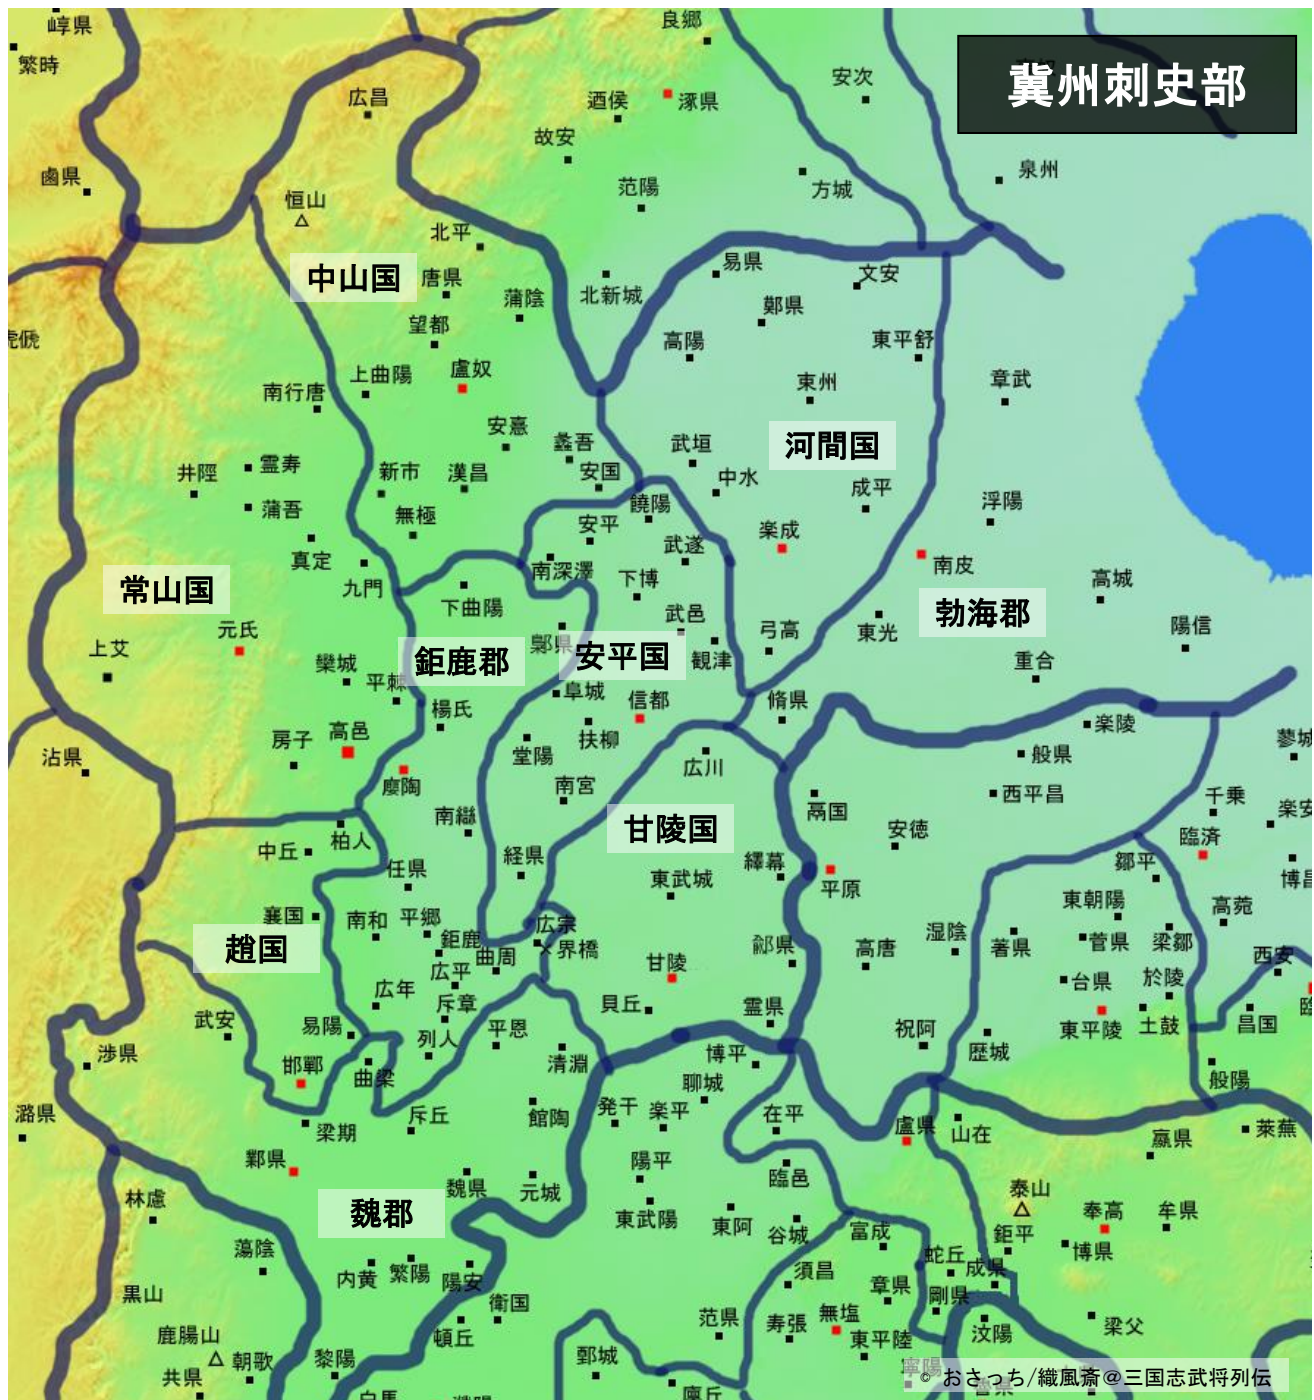 冀州刺史部
崞県
繁畤
良郷
安次
広昌
逎侯
涿県
故安
鹵県
恒山
范陽
方城
泉州
北平
中山国
唐県
蒲陰
北新城
易県
文安
鄚県
望都
高陽
東平舒
上曲陽
盧奴
南行唐
東州
章武
安憙
蠡吾
武垣
河間国
井陘
霊寿
新市
漢昌
安国
中水
成平
蒲吾
無極
饒陽
安平
楽成
浮陽
真定
九門
南深澤
武遂
南皮
常山国
下曲陽
下博
高城
武邑
勃海郡
元氏
鄡県
安平国
観津
弓高
東光
陽信
上艾
欒城
鉅鹿郡
重合
平棘
阜城
信都
脩県
楊氏
楽陵
房子
高邑
堂陽
扶柳
沾県
広川
般県
蓼城
廮陶
南宮
西平昌
千乗
南䜌
甘陵国
鬲国
楽安
中丘
柏人
安徳
臨済
経県
繹幕
鄒平
任県
東武城
平原
博昌
襄国
南和
平郷
広宗
東朝陽
高苑
趙国
鉅鹿
曲周
界橋
鄃県
高唐
湿陰
著県
菅県
梁鄒
西安
広平
甘陵
台県
於陵
広年
斥章
貝丘
霊県
武安
易陽
列人
平恩
祝阿
歴城
東平陵
土鼓
昌国
渉県
邯鄲
曲梁
清淵
博平
般陽
聊城
潞県
斥丘
館陶
発干
楽平
在平
梁期
盧県
山茌
嬴県
萊蕪
鄴県
陽平
臨邑
魏県
元城
泰山
林慮
魏郡
東武陽
東阿
谷城
富成
奉高
牟県
蕩陰
鉅平
博県
内黄
繁陽
陽安
須昌
蛇丘
成県
黒山
衛国
章県
剛県
鹿腸山
頓丘
范県
寿張
無塩
汶陽
梁父
共県
朝歌
黎陽
鄄城
東平陸
白馬
廩丘
寧陽
© おさっち/織風斎@三国志武将列伝